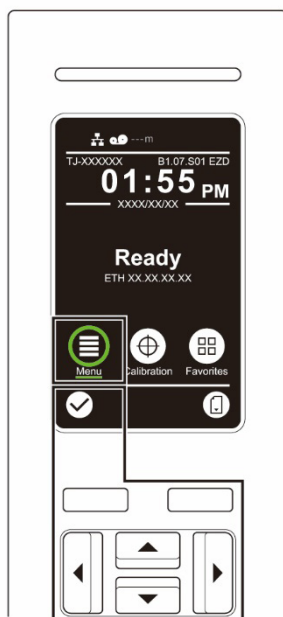 ---m
TJ-XXXXXX B1.07.S01 EZD
01:55 PM
XXXX/XX/XX
Ready
ETH XX.XX.XX.XX
Menu Calibration Favorites